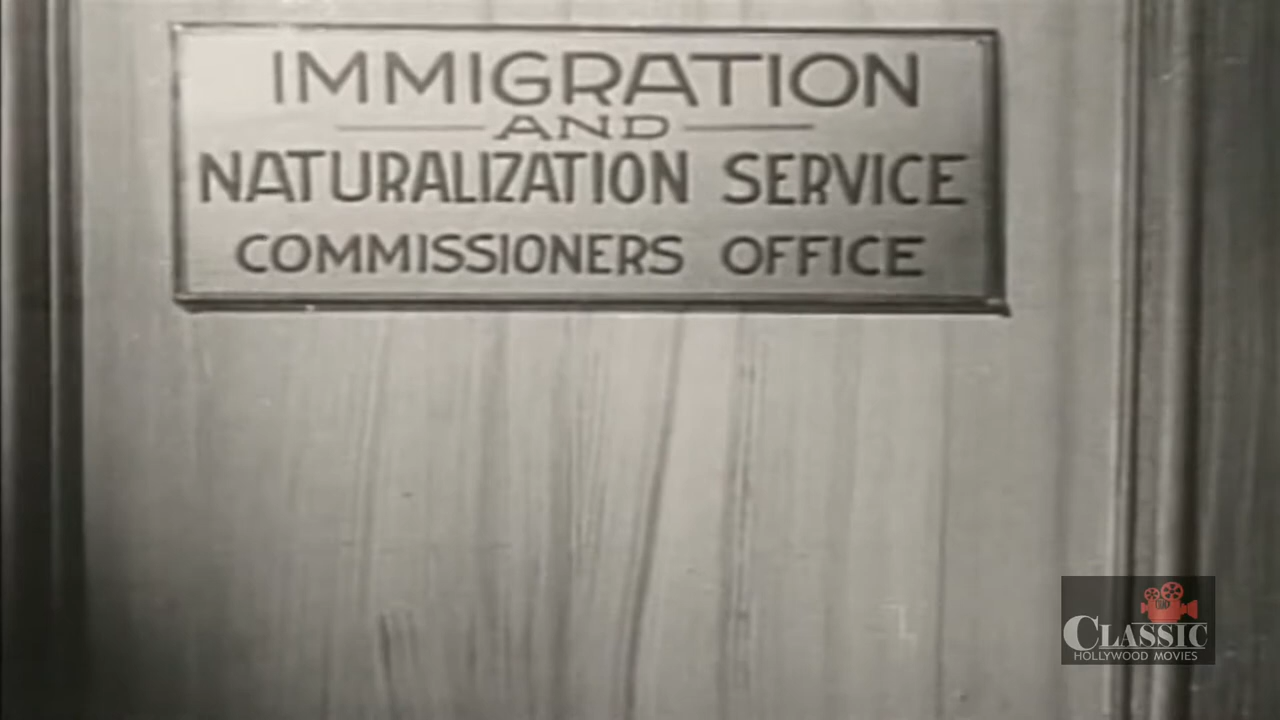 IMMIGRATION
AND
NATURALIZATION SERVICE
COMMISSIONERS OFFICE
CLASSIC
HOLLYWOOD MOVIES